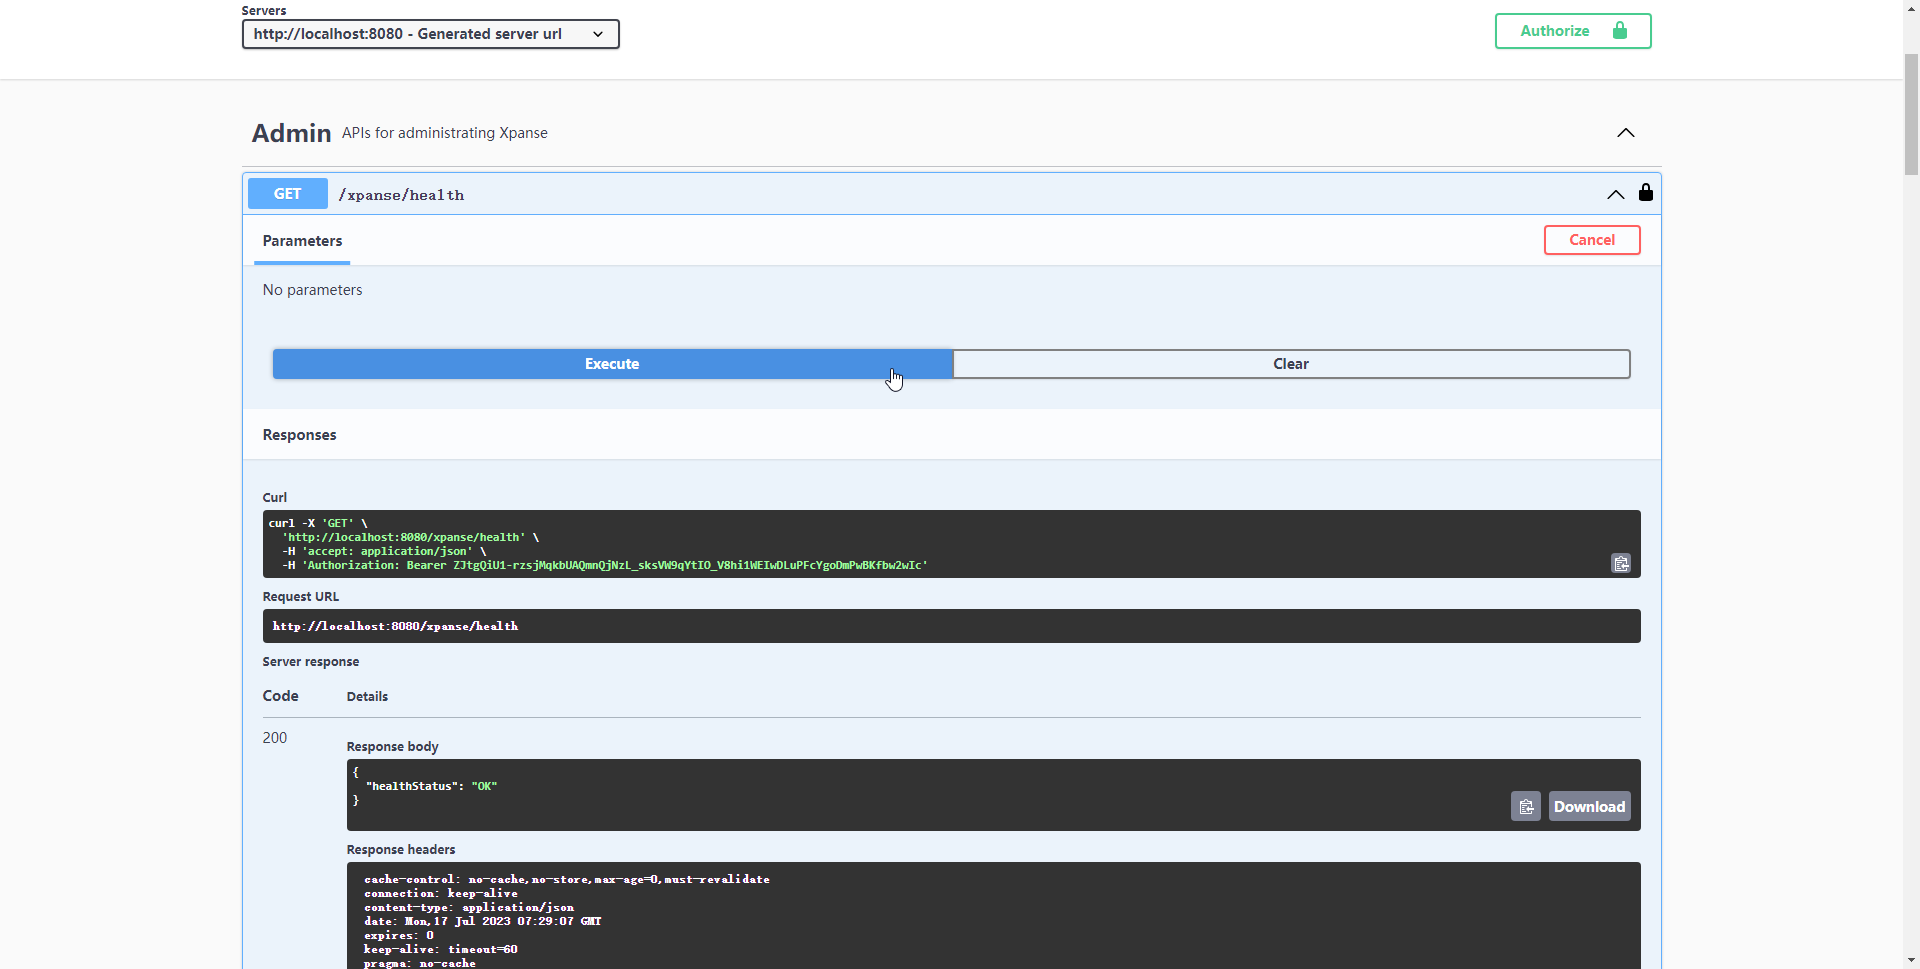 Servers
http://localhost:8080 - Generated server url
Authorize
Admin APIs for administrating Xpanse
GET /xpanse/health
Parameters
Cancel
No parameters
Execute
Clear
Responses
Curl
curl -X 'GET' \
'http://localhost:8080/xpanse/health' \
-H 'accept: application/json' \
-H 'Authorization: Bearer ZJtgQiU1-rzsjMqkbUAQmnQjNzL_sksVW9qYtIO_V8hi1WEIwDLuPFcYgoDmPwBKfbw2wIc'
Request URL
http://localhost:8080/xpanse/health
Server response
Code Details
200
Response body
{
"healthStatus": "OK"
}
Download
Response headers
cache-control: no-cache,no-store,max-age=0,must-revalidate
connection: keep-alive
content-type: application/json
date: Mon,17 Jul 2023 07:29:07 GMT
expires: 0
keep-alive: timeout=60
pragma: no-cache